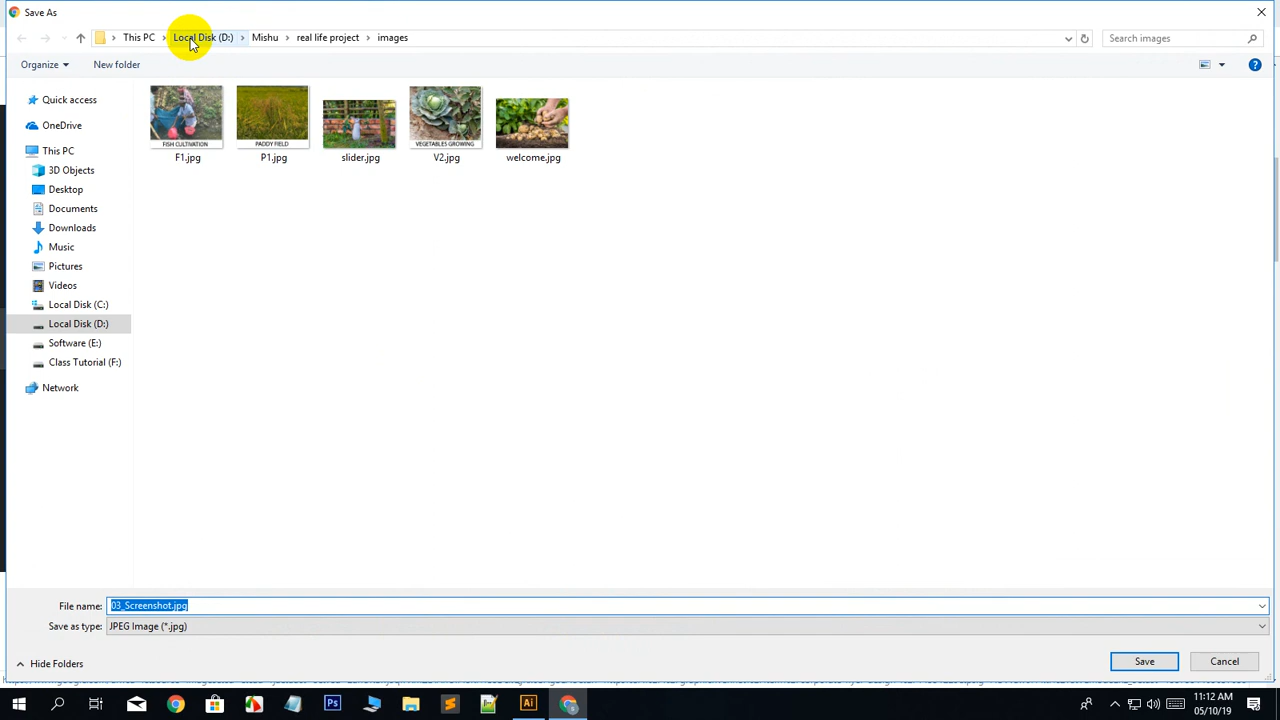 Save As
This PC > Local Disk (D:) > Mishu > real life project > images
Search images
Organize
New folder
Quick access
OneDrive
This PC
3D Objects
Desktop
Documents
Downloads
Music
Pictures
Videos
Local Disk (C:)
Local Disk (D:)
Software (E:)
Class Tutorial (F:)
Network
FISH CULTIVATION
PADDY FIELD
VEGETABLES GROWING
F1.jpg
P1.jpg
slider.jpg
V2.jpg
welcome.jpg
File name: 03_Screenshot.jpg
Save as type: JPEG Image (*.jpg)
Hide Folders
Save
Cancel
Ps
Ai
11:12 AM
05/10/19